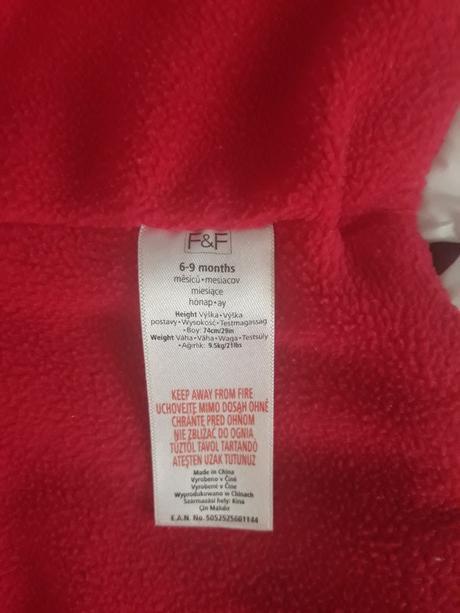 F&F
6-9 months
měsíců•mesiacov
miesiące
hónap•ay
Height Výška•Výška
postavy•Wysokość•Testmagasság
•Boy: 74cm/29in
Weight Váha•Váha•Waga•Testsúly
•Ağırlık: 9.5kg/21lbs
KEEP AWAY FROM FIRE
UCHOVEJTE MIMO DOSAH OHNĚ
CHRÁŇTE PRED OHŇOM
NIE ZBLIŻAĆ DO OGNIA
TŰZTŐL TÁVOL TARTANDÓ
ATEŞTEN UZAK TUTUNUZ
Made in China
Vyrobeno v Číně
Vyrobené v Číne
Wyprodukowano w Chinach
Származási hely: Kína
Çin Malıdır
E.A.N. No. 5052525601144